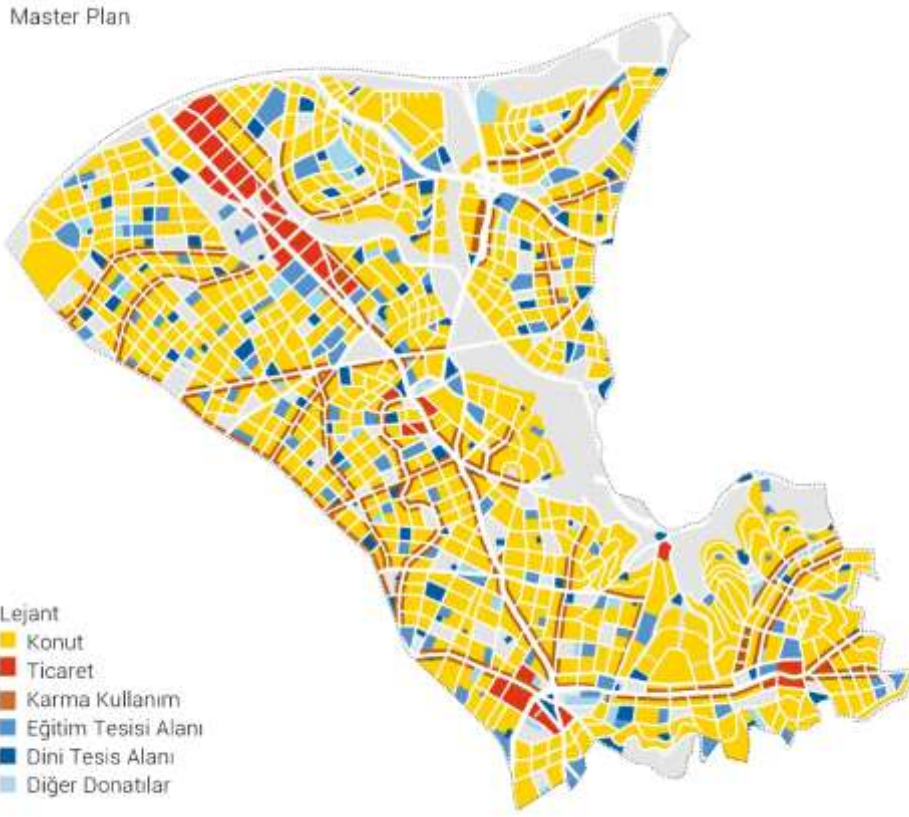 Master Plan
Lejant
Konut
Ticaret
Karma Kullanım
Eğitim Tesisi Alanı
Dini Tesis Alanı
Diğer Donatılar